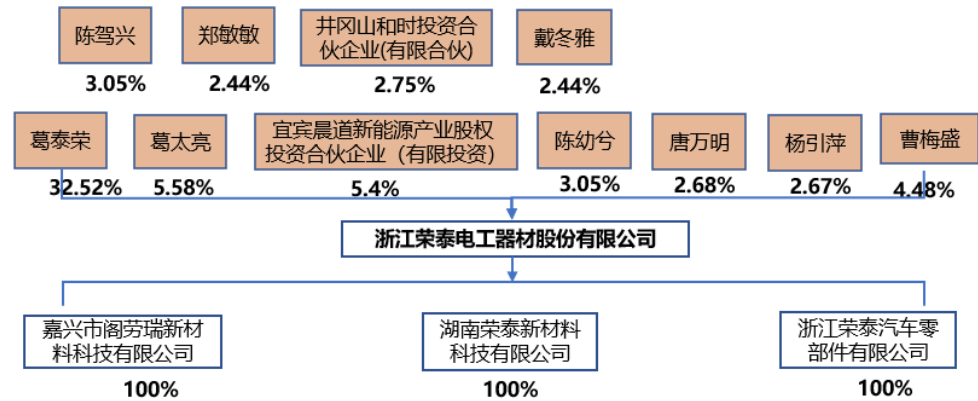 陈驾兴
郑敏敏
井冈山和时投资合
伙企业(有限合伙)
戴冬雅
3.05%
2.44%
2.75%
2.44%
葛泰荣
葛太亮
宜宾晨道新能源产业股权
投资合伙企业（有限投资）
陈幼兮
唐万明
杨引萍
曹梅盛
32.52%
5.58%
5.4%
3.05%
2.68%
2.67%
4.48%
浙江荣泰电工器材股份有限公司
嘉兴市阁劳瑞新材
料科技有限公司
湖南荣泰新材料
科技有限公司
浙江荣泰汽车零
部件有限公司
100%
100%
100%